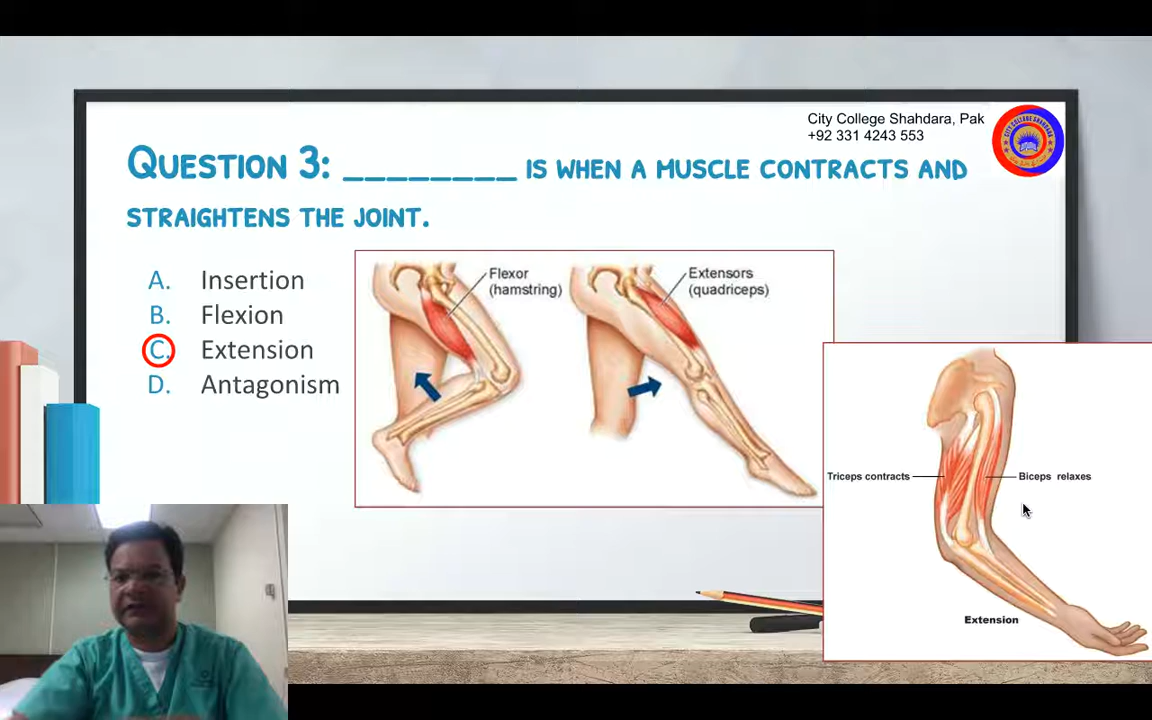 City College Shahdara, Pak
+92 331 4243 553
QUESTION 3: ________ IS WHEN A MUSCLE CONTRACTS AND
STRAIGHTENS THE JOINT.
A. Insertion
B. Flexion
C. Extension
D. Antagonism
Flexor
(hamstring)
Extensors
(quadriceps)
Triceps contracts
Biceps relaxes
Extension